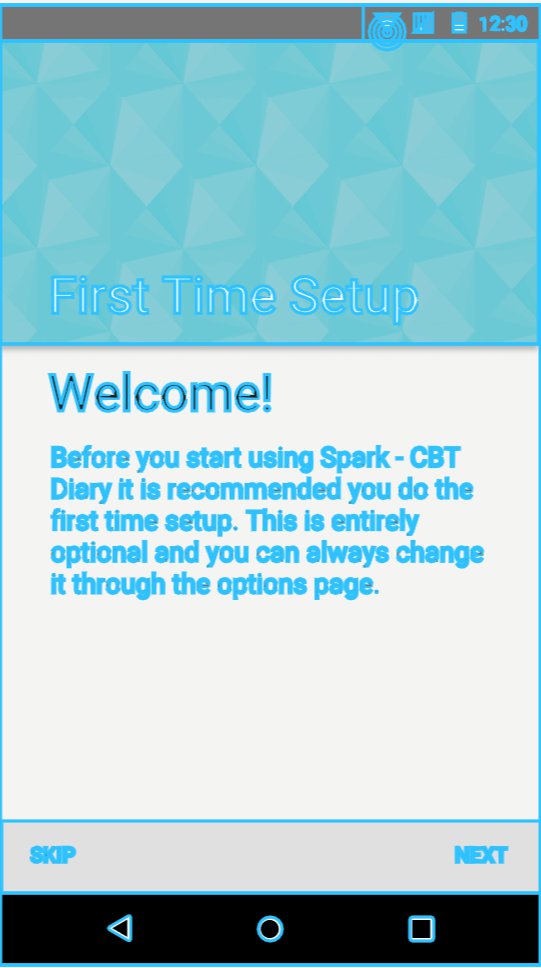 12:30
First Time Setup
Welcome!
Before you start using Spark - CBT
Diary it is recommended you do the
first time setup. This is entirely
optional and you can always change
it through the options page.
SKIP NEXT